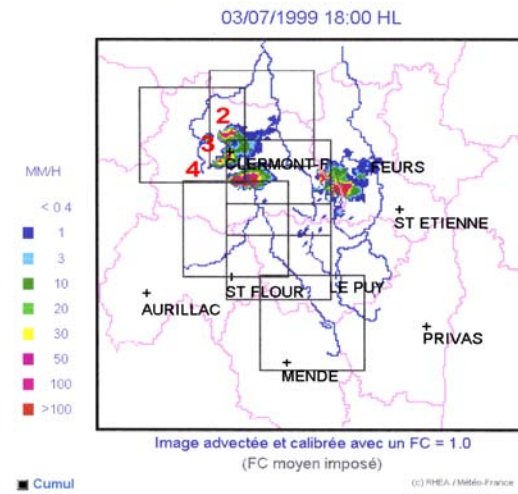 03/07/1999 18:00 HL
2
3
CLERMONT-F
FEURS
4
MM/H
< 0.4
1
ST ETIENNE
3
10
ST FLOUR
LE PUY
20
AURILLAC
30
PRIVAS
50
100
MENDE
>100
Image advectée et calibrée avec un FC = 1.0
(FC moyen imposé)
Cumul
(c) RHEA / Météo-France